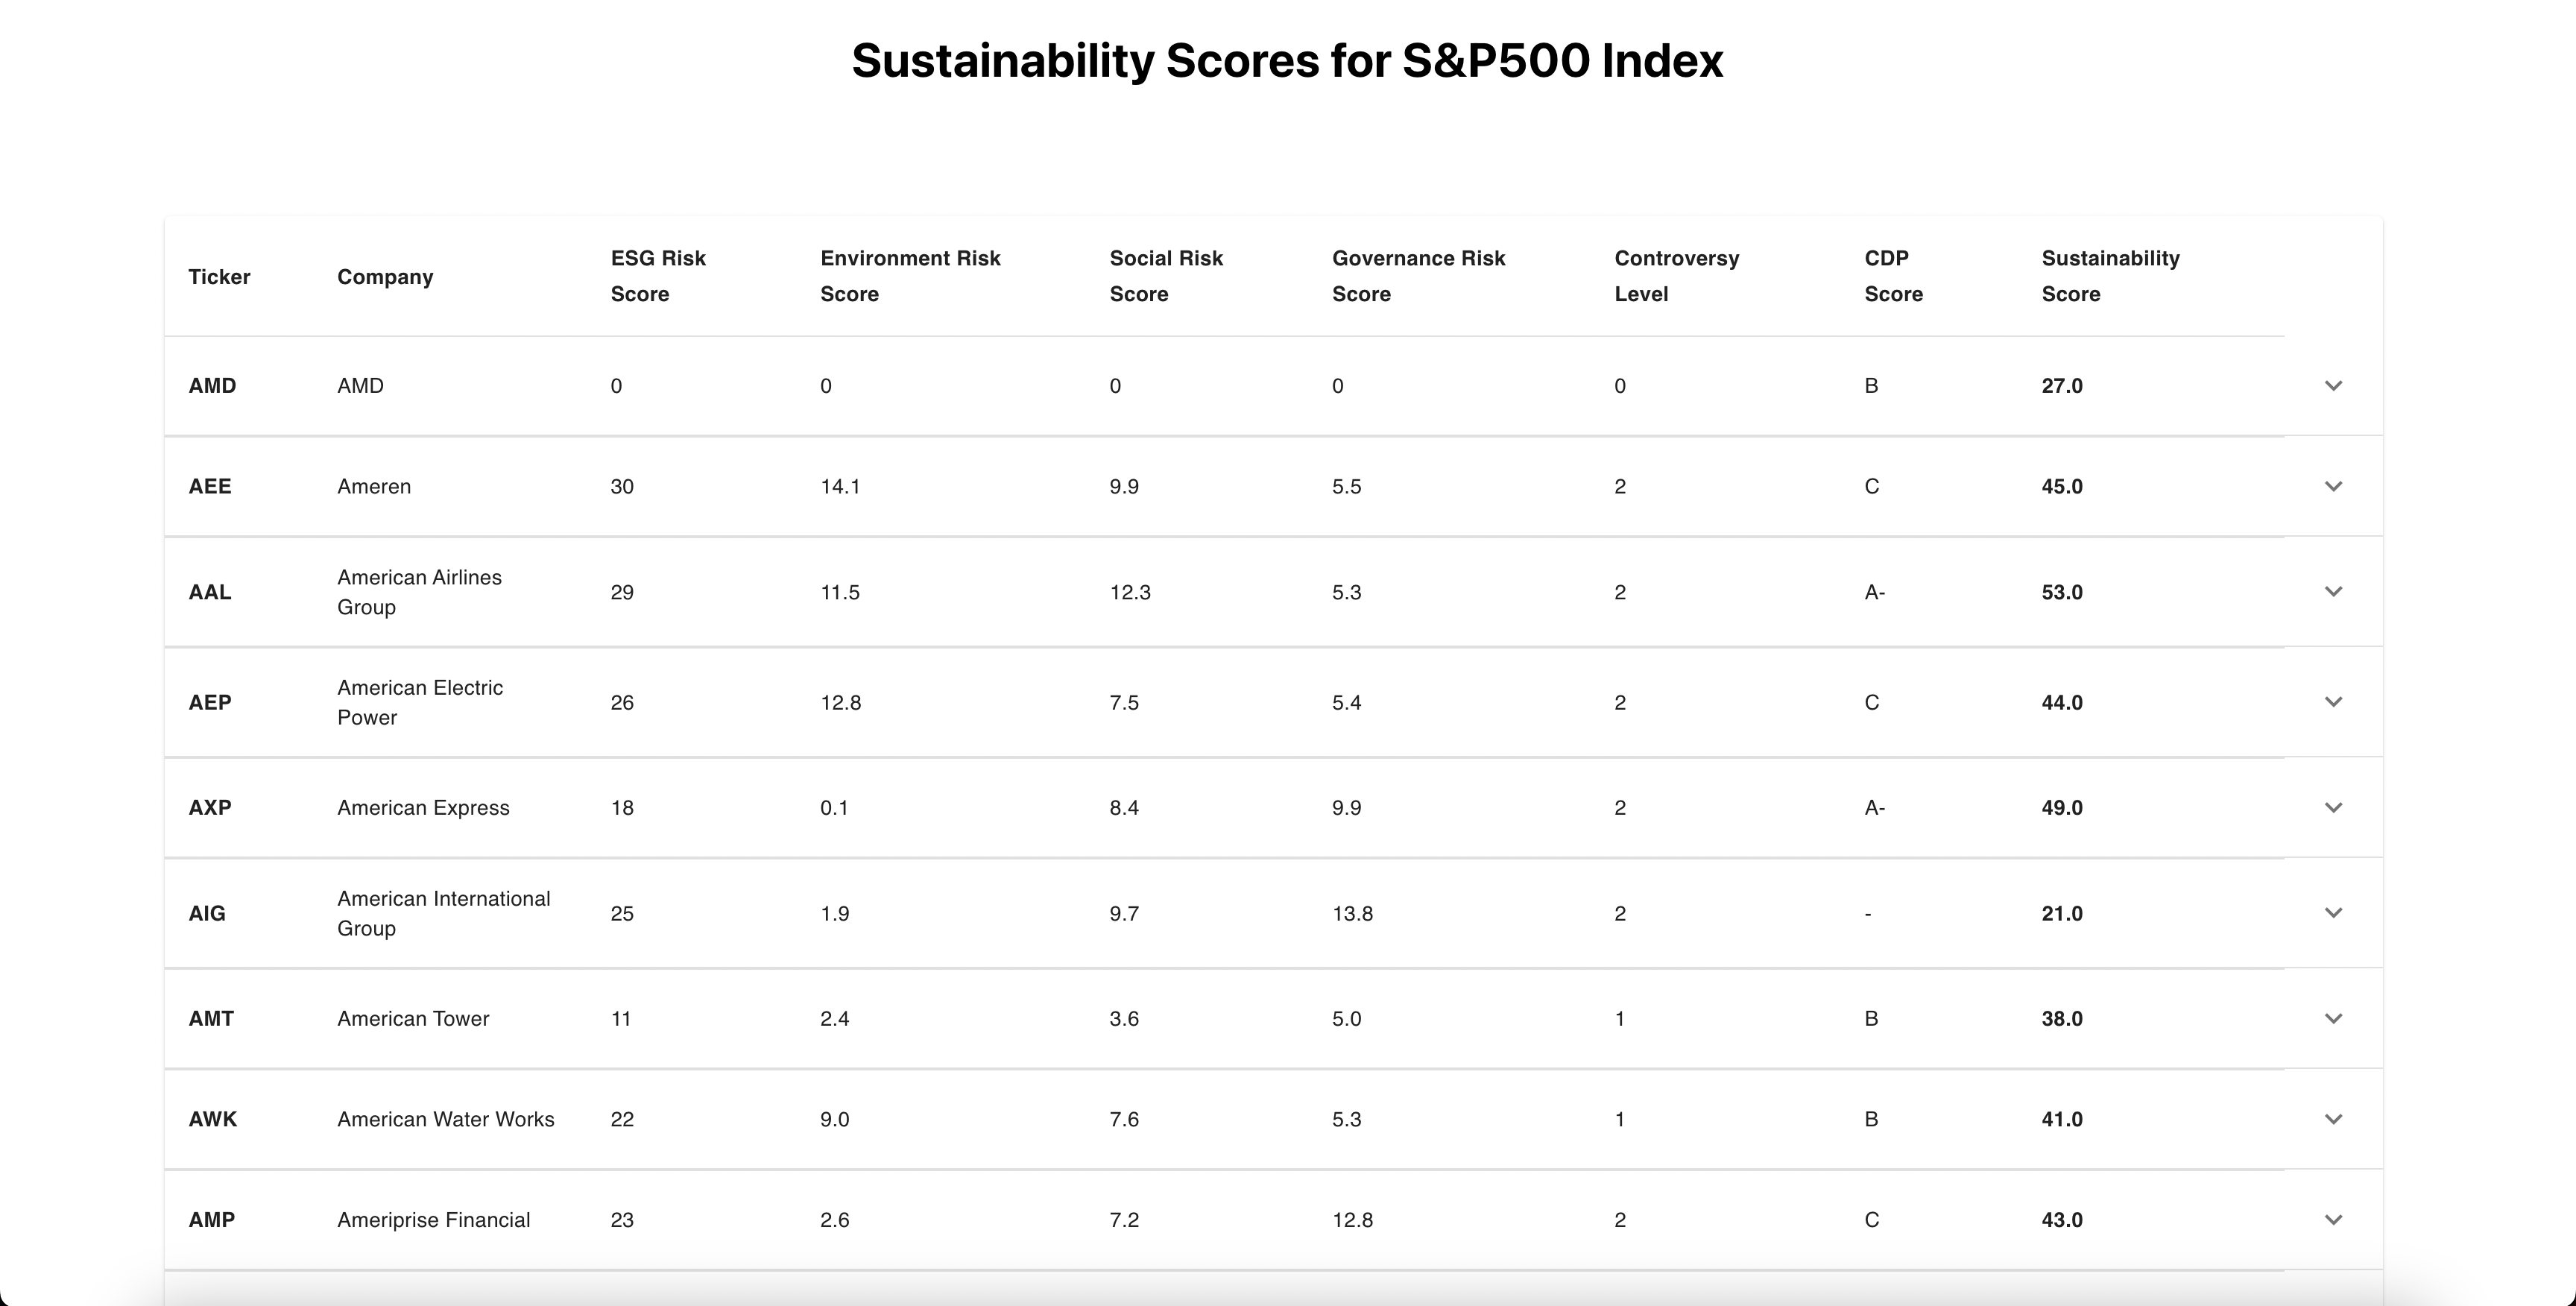 Sustainability Scores for S&P500 Index
Ticker Company ESG Risk Score Environment Risk Score Social Risk Score Governance Risk Score Controversy Level CDP Score Sustainability Score
AMD AMD 0 0 0 0 0 B 27.0
AEE Ameren 30 14.1 9.9 5.5 2 C 45.0
AAL American Airlines Group 29 11.5 12.3 5.3 2 A- 53.0
AEP American Electric Power 26 12.8 7.5 5.4 2 C 44.0
AXP American Express 18 0.1 8.4 9.9 2 A- 49.0
AIG American International Group 25 1.9 9.7 13.8 2 - 21.0
AMT American Tower 11 2.4 3.6 5.0 1 B 38.0
AWK American Water Works 22 9.0 7.6 5.3 1 B 41.0
AMP Ameriprise Financial 23 2.6 7.2 12.8 2 C 43.0